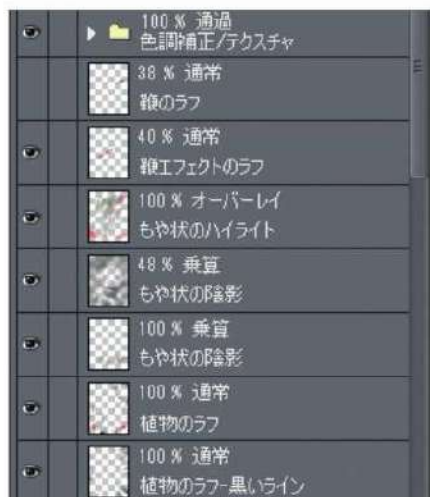 100 % 通過
色調補正/テクスチャ
38 % 通常
鞭のラフ
40 % 通常
鞭エフェクトのラフ
100 % オーバーレイ
もや状のハイライト
48 % 乗算
もや状の陰影
100 % 乗算
もや状の陰影
100 % 通常
植物のラフ
100 % 通常
植物のラフ-黒いライン